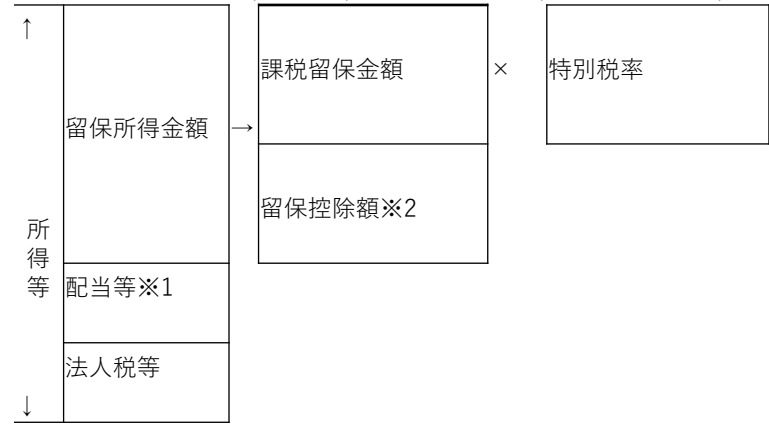 ↑
課税留保金額
×
特別税率
留保所得金額
→
留保控除額※2
所得等
配当等※1
法人税等
↓